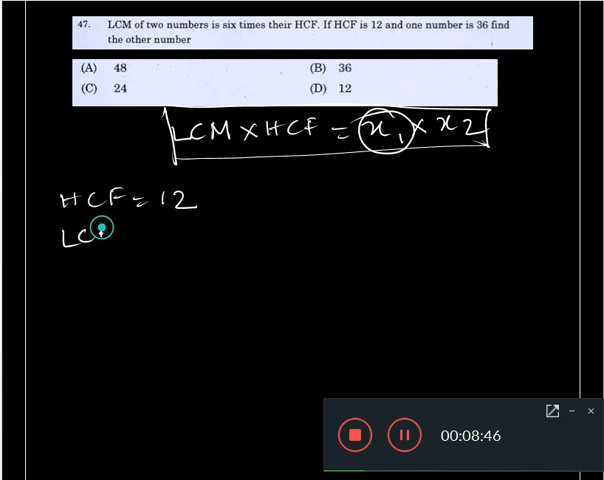 47. LCM of two numbers is six times their HCF. If HCF is 12 and one number is 36 find
the other number
(A) 48 (B) 36
(C) 24 (D) 12
LCM × HCF = x1 × x2
HCF = 12
LC
00:08:46